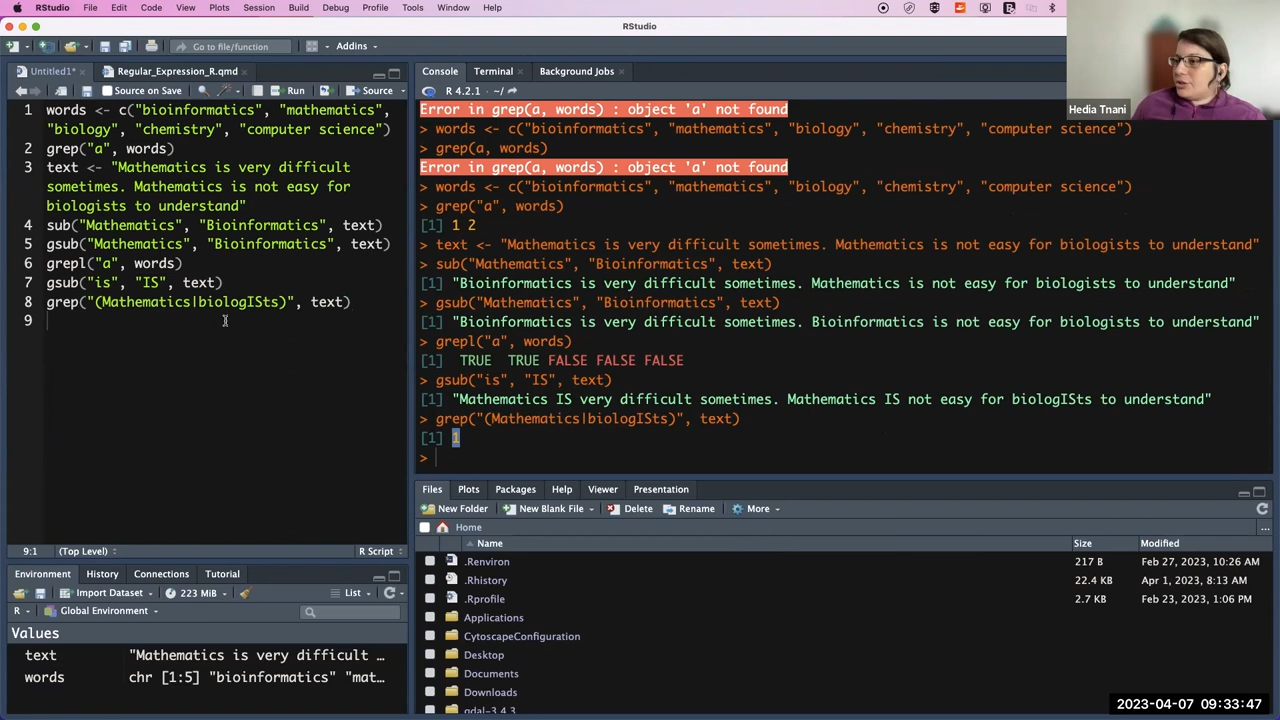 RStudio File Edit Code View Plots Session Build Debug Profile Tools Window Help
RStudio
Go to file/function Addins
Untitled1* Regular_Expression_R.qmd
Source on Save Run Source
1 words <- c("bioinformatics", "mathematics",
"biology", "chemistry", "computer science")
2 grep("a", words)
3 text <- "Mathematics is very difficult
sometimes. Mathematics is not easy for
biologists to understand"
4 sub("Mathematics", "Bioinformatics", text)
5 gsub("Mathematics", "Bioinformatics", text)
6 grepl("a", words)
7 gsub("is", "IS", text)
8 grep("(Mathematics|biologISts)", text)
9
9:1 (Top Level) R Script
Environment History Connections Tutorial
Import Dataset 223 MiB List
R Global Environment
Values
text "Mathematics is very difficult …
words chr [1:5] "bioinformatics" "mat…
Console Terminal Background Jobs
R 4.2.1 · ~/
Error in grep(a, words) : object 'a' not found
> words <- c("bioinformatics", "mathematics", "biology", "chemistry", "computer science")
> grep(a, words)
Error in grep(a, words) : object 'a' not found
> words <- c("bioinformatics", "mathematics", "biology", "chemistry", "computer science")
> grep("a", words)
[1] 1 2
> text <- "Mathematics is very difficult sometimes. Mathematics is not easy for biologists to understand"
> sub("Mathematics", "Bioinformatics", text)
[1] "Bioinformatics is very difficult sometimes. Mathematics is not easy for biologists to understand"
> gsub("Mathematics", "Bioinformatics", text)
[1] "Bioinformatics is very difficult sometimes. Bioinformatics is not easy for biologists to understand"
> grepl("a", words)
[1] TRUE TRUE FALSE FALSE FALSE
> gsub("is", "IS", text)
[1] "Mathematics IS very difficult sometimes. Mathematics IS not easy for biologISts to understand"
> grep("(Mathematics|biologISts)", text)
[1] 1
>
Files Plots Packages Help Viewer Presentation
New Folder New Blank File Delete Rename More
Home
Name Size Modified
.Renviron 217 B Feb 27, 2023, 10:26 AM
.Rhistory 22.4 KB Apr 1, 2023, 8:13 AM
.Rprofile 2.7 KB Feb 23, 2023, 1:06 PM
Applications
CytoscapeConfiguration
Desktop
Documents
Downloads
gdal-3.4.3
Hedia Tnani
2023-04-07 09:33:47